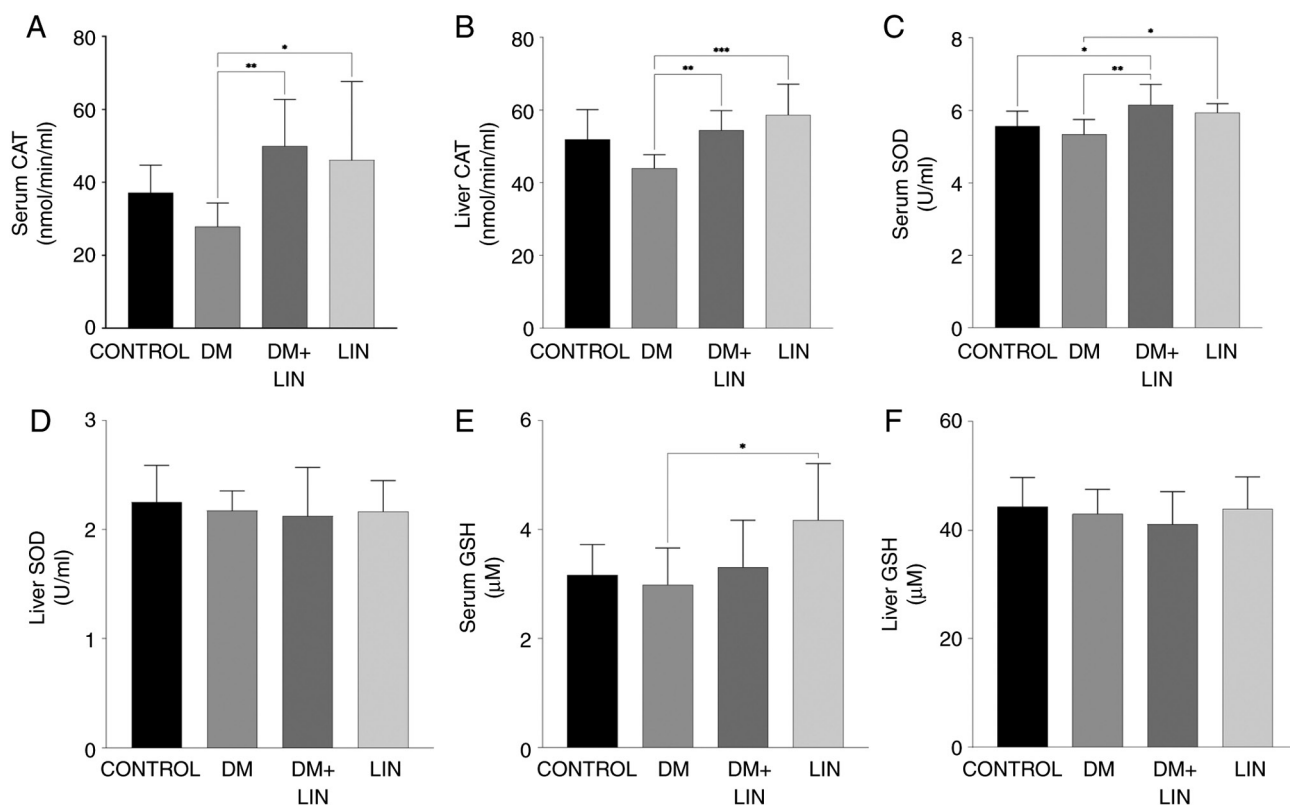 A
Serum CAT
(nmol/min/ml)
80
60
40
20
0
*
**
CONTROL DM DM+ LIN
LIN
B
Liver CAT
(nmol/min/ml)
80
60
40
20
0
***
**
CONTROL DM DM+ LIN
LIN
C
Serum SOD
(U/ml)
8
6
4
2
0
*
*
**
CONTROL DM DM+ LIN
LIN
D
Liver SOD
(U/ml)
3
2
1
0
CONTROL DM DM+ LIN
LIN
E
Serum GSH
(µM)
6
4
2
0
*
CONTROL DM DM+ LIN
LIN
F
Liver GSH
(µM)
60
40
20
0
CONTROL DM DM+ LIN
LIN